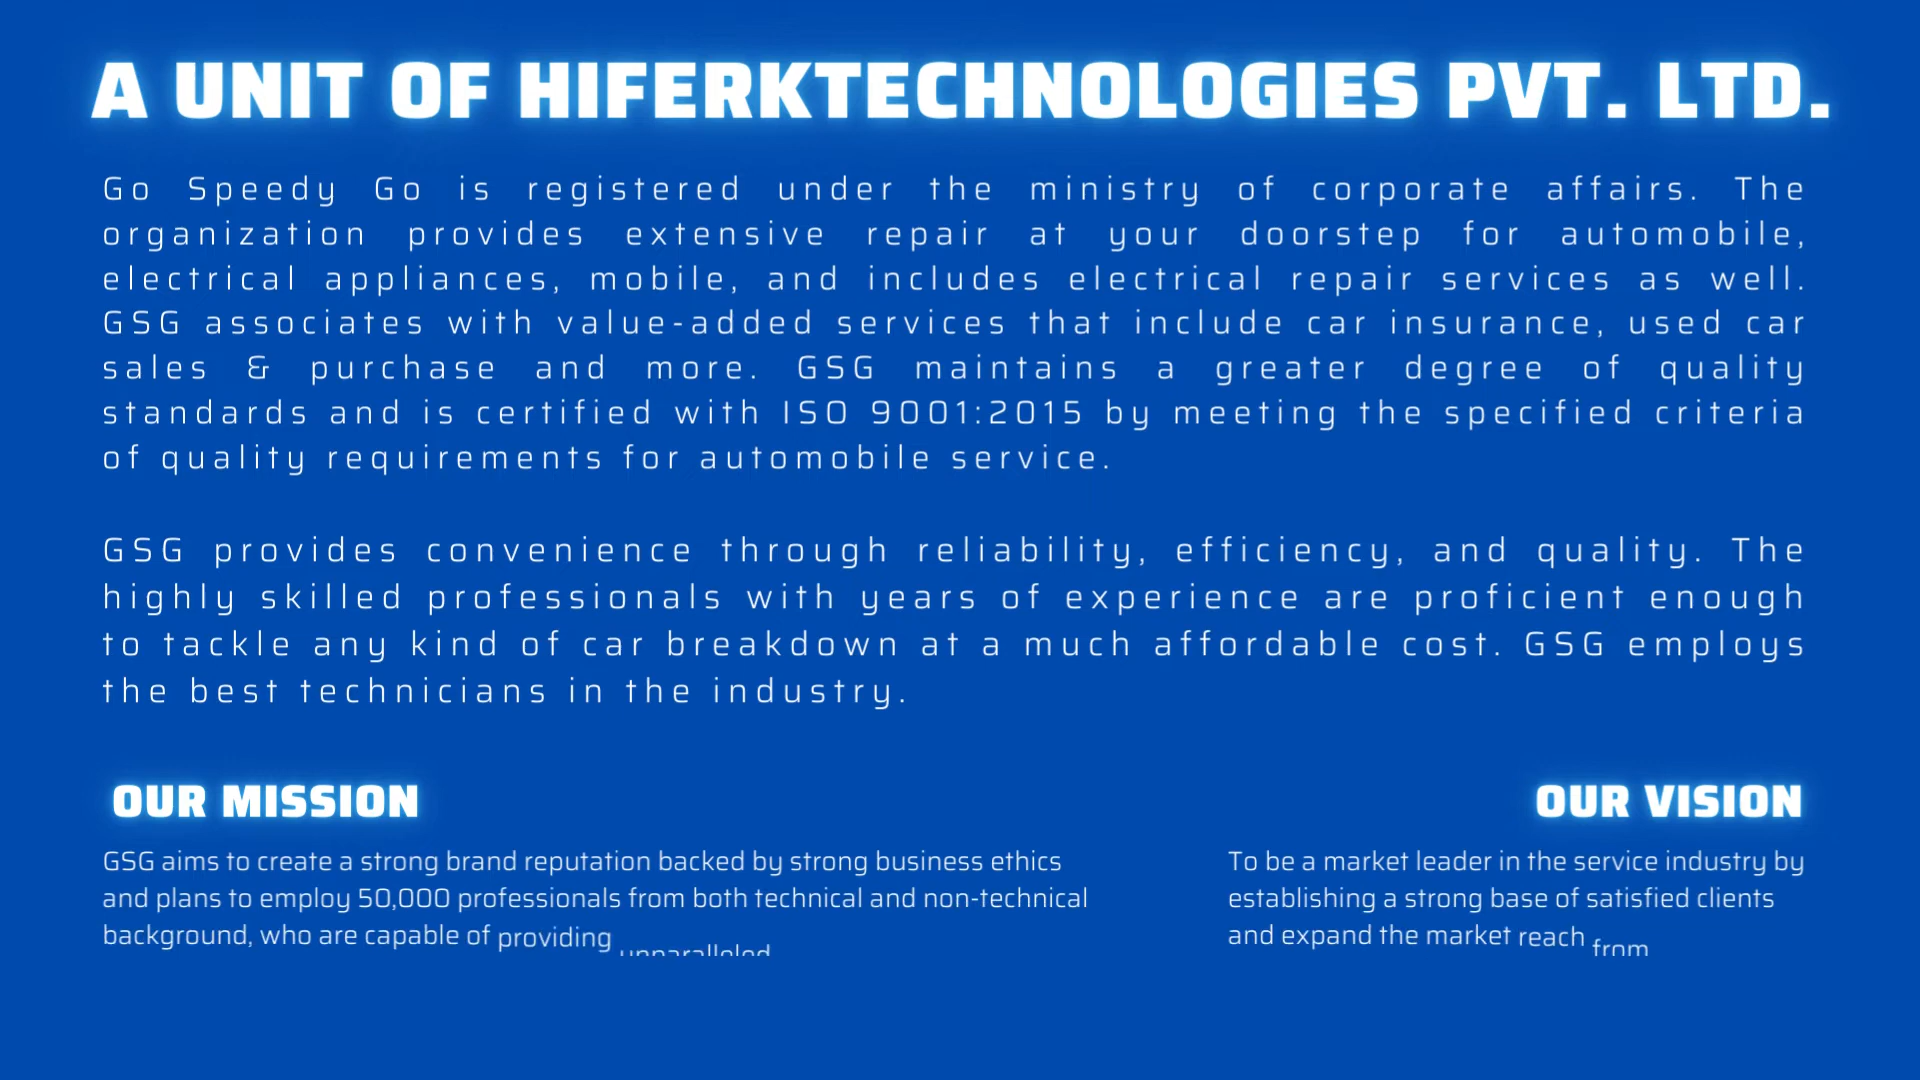 A UNIT OF HIFERKTECHNOLOGIES PVT. LTD.
Go Speedy Go is registered under the ministry of corporate affairs. The
organization provides extensive repair at your doorstep for automobile,
electrical appliances, mobile, and includes electrical repair services as well.
GSG associates with value-added services that include car insurance, used car
sales & purchase and more. GSG maintains a greater degree of quality
standards and is certified with ISO 9001:2015 by meeting the specified criteria
of quality requirements for automobile service.
GSG provides convenience through reliability, efficiency, and quality. The
highly skilled professionals with years of experience are proficient enough
to tackle any kind of car breakdown at a much affordable cost. GSG employs
the best technicians in the industry.
OUR MISSION
GSG aims to create a strong brand reputation backed by strong business ethics
and plans to employ 50,000 professionals from both technical and non-technical
background, who are capable of providing unparalleled
OUR VISION
To be a market leader in the service industry by
establishing a strong base of satisfied clients
and expand the market reach from